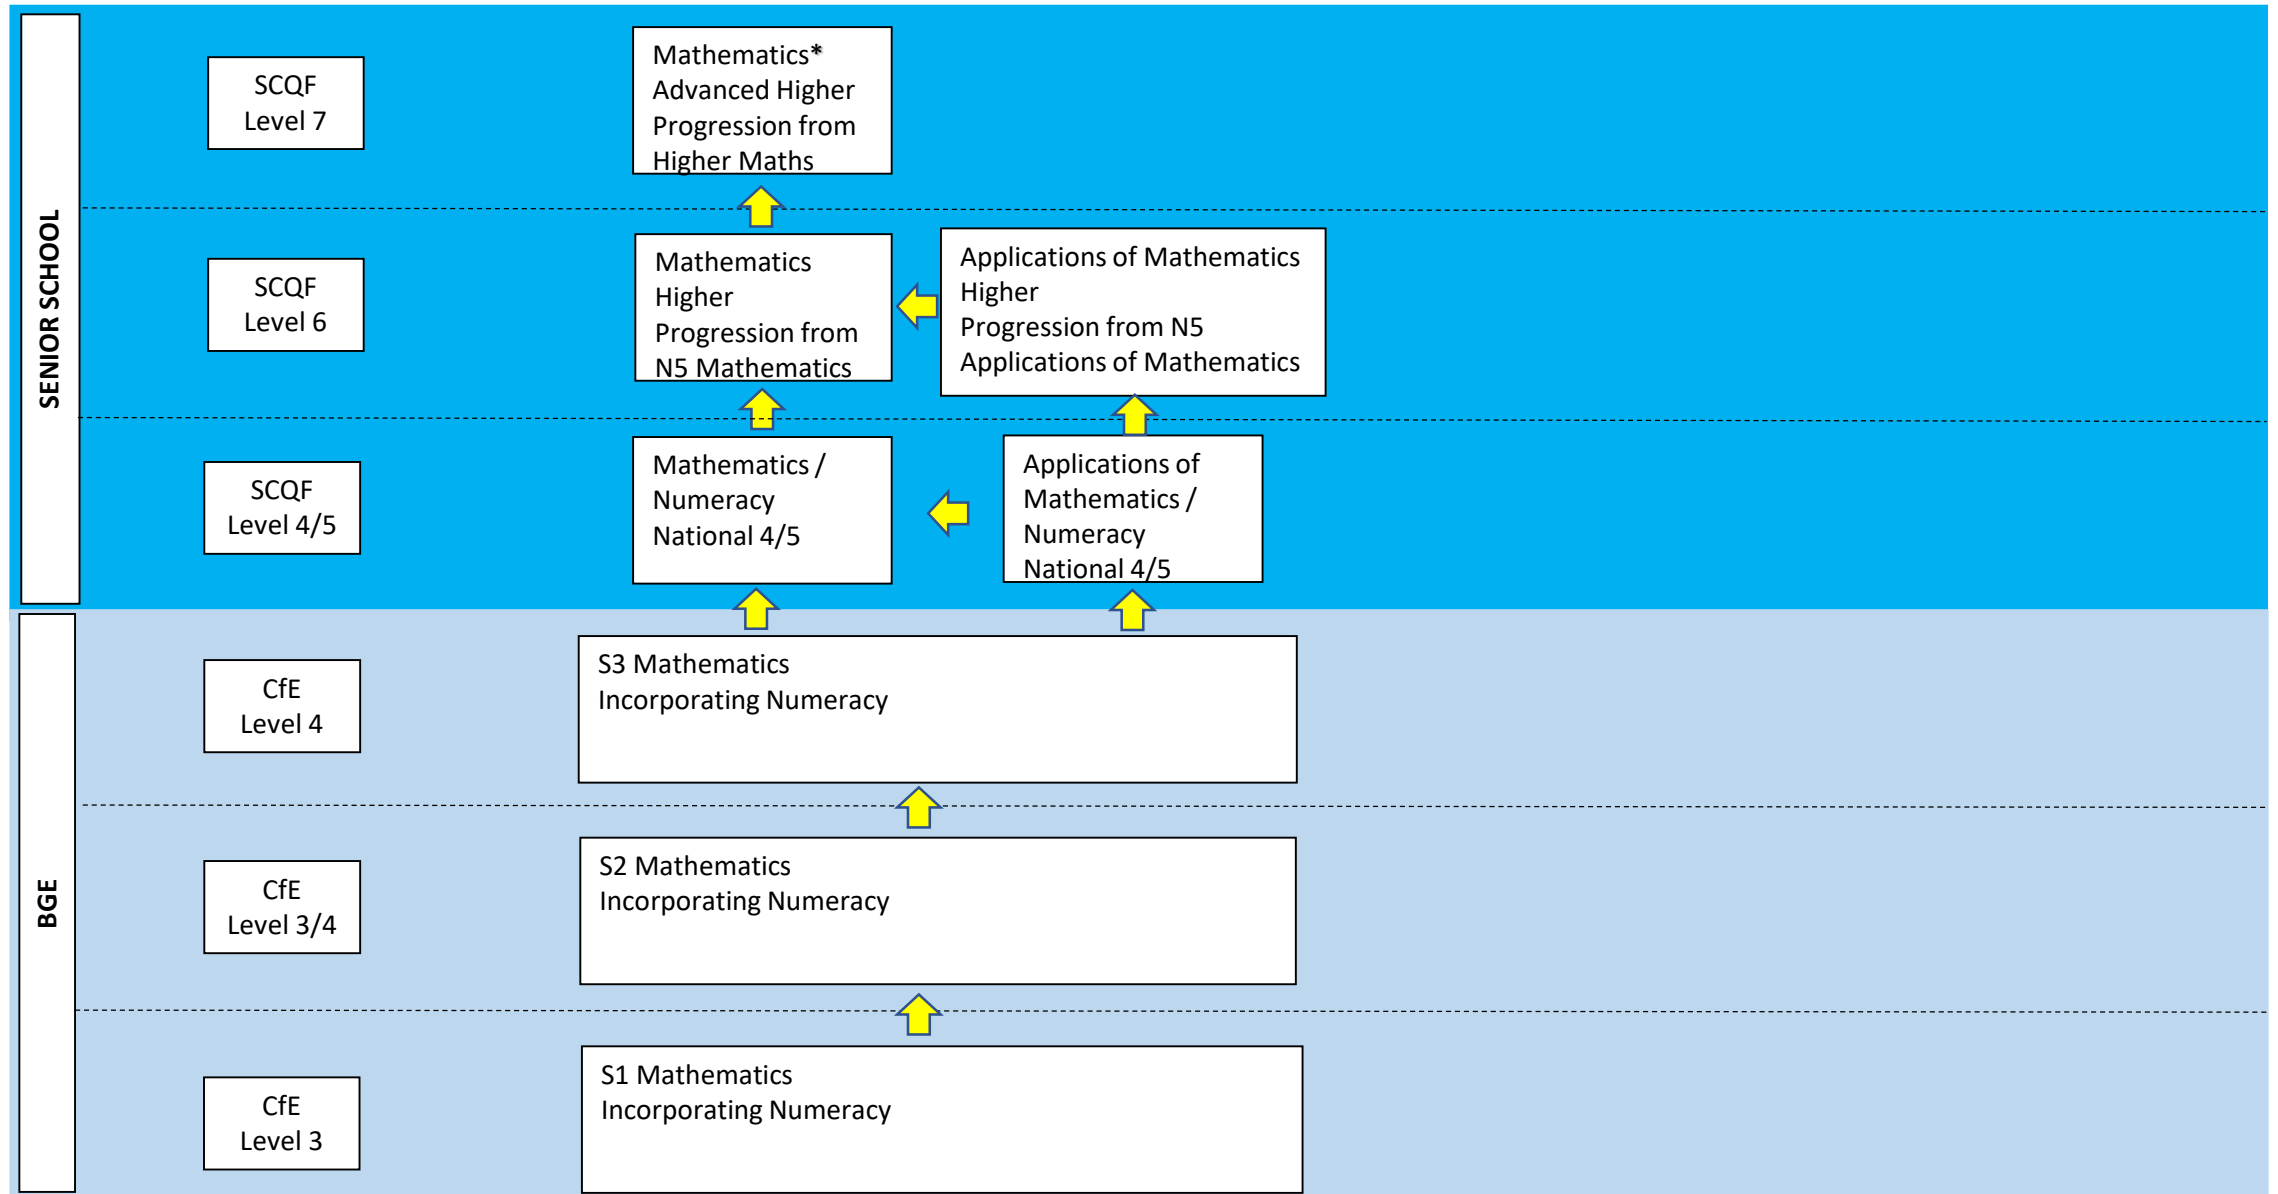 SENIOR SCHOOL
SCQF
Level 7
Mathematics*
Advanced Higher
Progression from
Higher Maths
SCQF
Level 6
Mathematics
Higher
Progression from
N5 Mathematics
Applications of Mathematics
Higher
Progression from N5
Applications of Mathematics
SCQF
Level 4/5
Mathematics /
Numeracy
National 4/5
Applications of
Mathematics /
Numeracy
National 4/5
BGE
CfE
Level 4
S3 Mathematics
Incorporating Numeracy
CfE
Level 3/4
S2 Mathematics
Incorporating Numeracy
CfE
Level 3
S1 Mathematics
Incorporating Numeracy